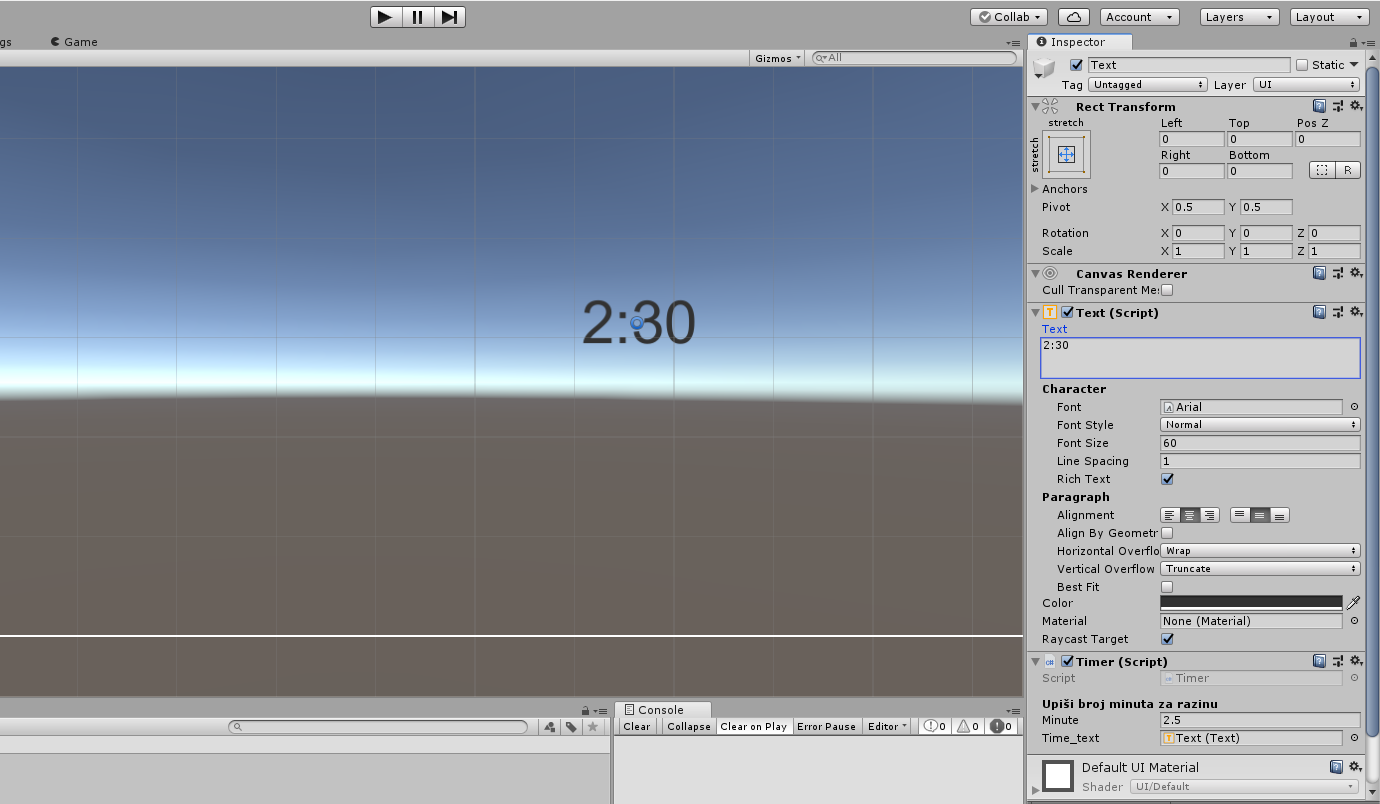 Collab
Account
Layers
Layout
gs
Game
Inspector
Gizmos
All
Text
Static
Tag
Untagged
Layer
UI
Rect Transform
stretch
stretch
Left
Top
Pos Z
0
0
0
Right
Bottom
0
0
R
Anchors
Pivot
X 0.5
Y 0.5
Rotation
X 0
Y 0
Z 0
Scale
X 1
Y 1
Z 1
Canvas Renderer
Cull Transparent Me
Text (Script)
Text
2:30
2:30
Character
Font
Arial
Font Style
Normal
Font Size
60
Line Spacing
1
Rich Text
Paragraph
Alignment
Align By Geometr
Horizontal Overflo
Wrap
Vertical Overflow
Truncate
Best Fit
Color
Material
None (Material)
Raycast Target
Timer (Script)
Script
Timer
Upiši broj minuta za razinu
Minute
2.5
Time_text
Text (Text)
Default UI Material
Shader
UI/Default
Console
Clear
Collapse
Clear on Play
Error Pause
Editor
0
0
0